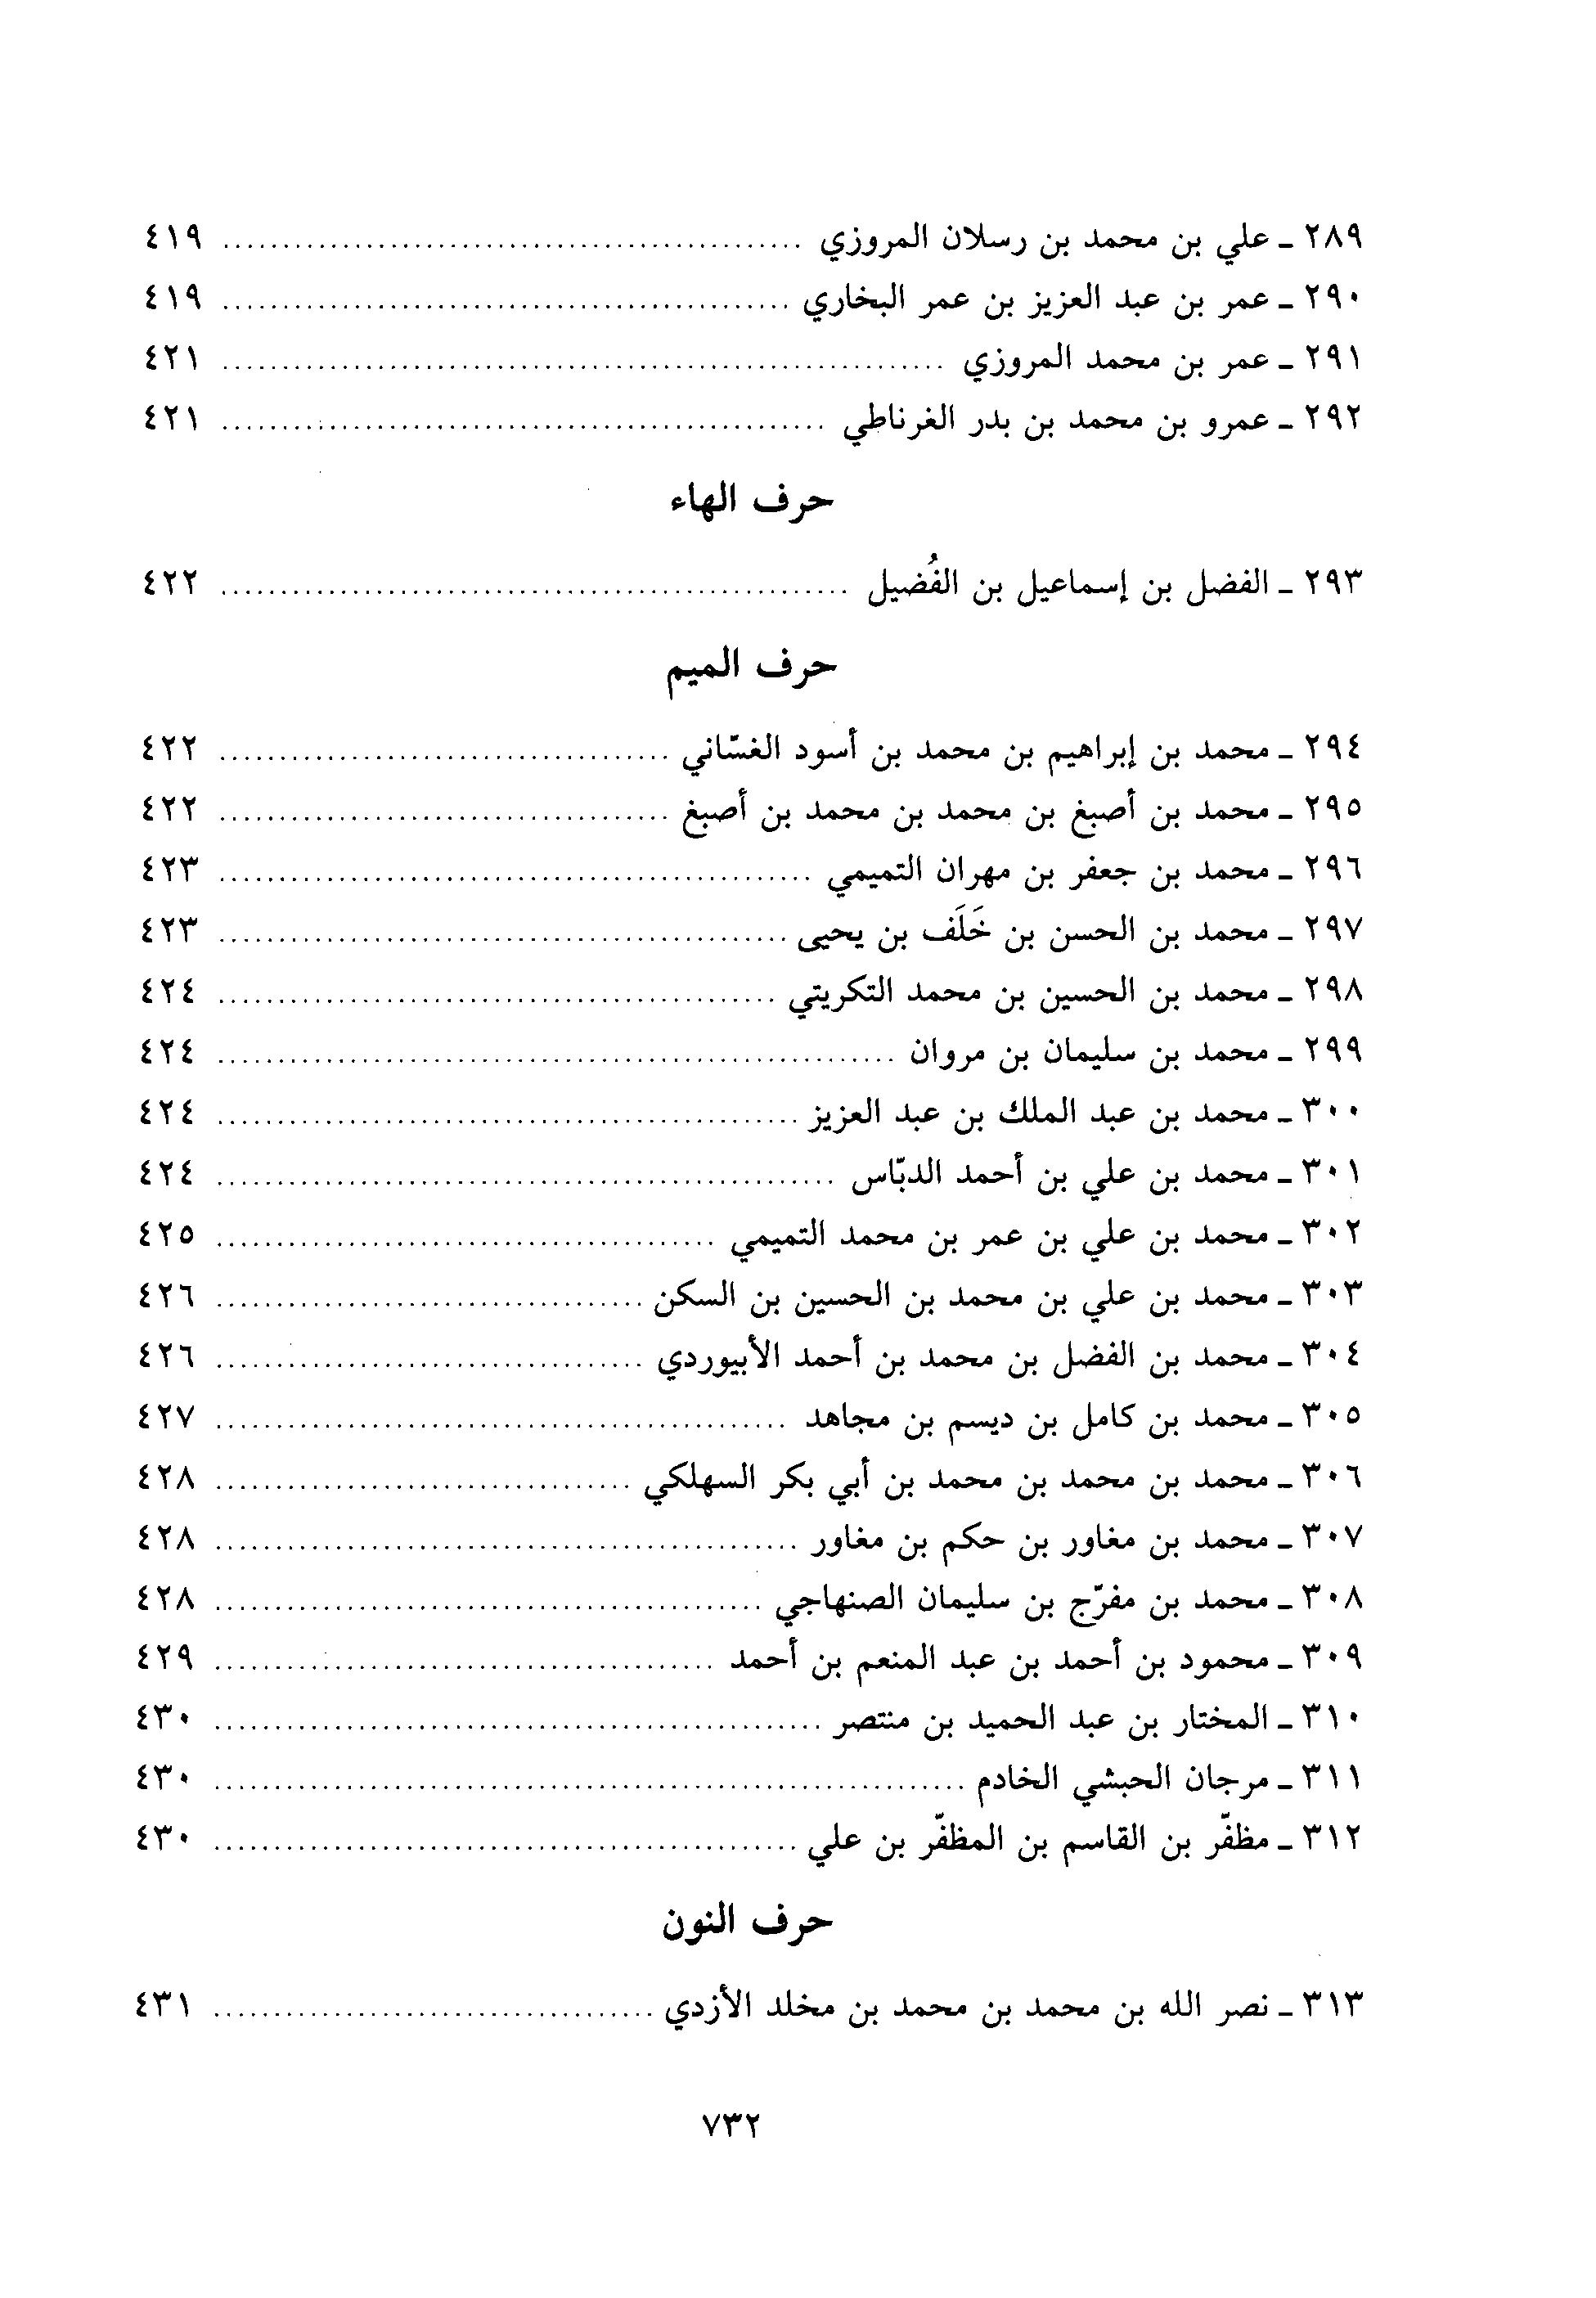 ٢٨٩ ـ علي بن محمد بن رسلان المروزي ................ ٤١٩
٢٩٠ ـ عمر بن عبد العزيز بن عمر البخاري ................ ٤١٩
٢٩١ ـ عمر بن محمد المروزي ................ ٤٢١
٢٩٢ ـ عمرو بن محمد بن بدر الغرناطي ................ ٤٢١
حرف الهاء
٢٩٣ ـ الفضل بن إسماعيل بن الفُضيل ................ ٤٢٢
حرف الميم
٢٩٤ ـ محمد بن إبراهيم بن محمد بن أسود الغسّاني ................ ٤٢٢
٢٩٥ ـ محمد بن أصبغ بن محمد بن محمد بن أصبغ ................ ٤٢٢
٢٩٦ ـ محمد بن جعفر بن مهران التميمي ................ ٤٢٣
٢٩٧ ـ محمد بن الحسن بن خَلَف بن يحيى ................ ٤٢٣
٢٩٨ ـ محمد بن الحسين بن محمد التكريتي ................ ٤٢٤
٢٩٩ ـ محمد بن سليمان بن مروان ................ ٤٢٤
٣٠٠ ـ محمد بن عبد الملك بن عبد العزيز ................ ٤٢٤
٣٠١ ـ محمد بن علي بن أحمد الدبّاس ................ ٤٢٤
٣٠٢ ـ محمد بن علي بن عمر بن محمد التميمي ................ ٤٢٥
٣٠٣ ـ محمد بن علي بن محمد بن الحسين بن السكن ................ ٤٢٦
٣٠٤ ـ محمد بن الفضل بن محمد بن أحمد الأبيوردي ................ ٤٢٦
٣٠٥ ـ محمد بن كامل بن ديسم بن مجاهد ................ ٤٢٧
٣٠٦ ـ محمد بن محمد بن محمد بن أبي بكر السهلكي ................ ٤٢٨
٣٠٧ ـ محمد بن مغاور بن حكم بن مغاور ................ ٤٢٨
٣٠٨ ـ محمد بن مفرّج بن سليمان الصنهاجي ................ ٤٢٨
٣٠٩ ـ محمود بن أحمد بن عبد المنعم بن أحمد ................ ٤٢٩
٣١٠ ـ المختار بن عبد الحميد بن منتصر ................ ٤٣٠
٣١١ ـ مرجان الحبشي الخادم ................ ٤٣٠
٣١٢ ـ مظفّر بن القاسم بن المظفّر بن علي ................ ٤٣٠
حرف النون
٣١٣ ـ نصر الله بن محمد بن محمد بن مخلد الأزدي ................ ٤٣١
٧٣٢